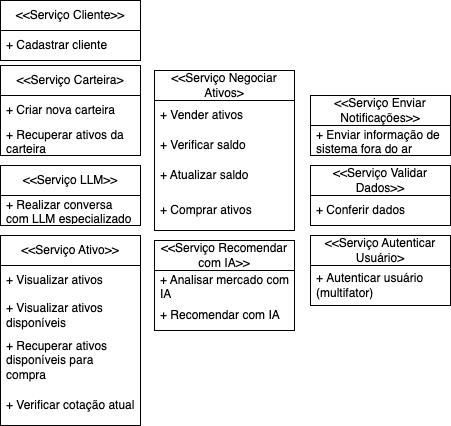 <<Serviço Cliente>>
+ Cadastrar cliente
<<Serviço Carteira>
+ Criar nova carteira
+ Recuperar ativos da
carteira
<<Serviço LLM>>
+ Realizar conversa
com LLM especializado
<<Serviço Ativo>>
+ Visualizar ativos
+ Visualizar ativos
disponíveis
+ Recuperar ativos
disponíveis para
compra
+ Verificar cotação atual
<<Serviço Negociar
Ativos>
+ Vender ativos
+ Verificar saldo
+ Atualizar saldo
+ Comprar ativos
<<Serviço Recomendar
com IA>>
+ Analisar mercado com
IA
+ Recomendar com IA
<<Serviço Enviar
Notificações>>
+ Enviar informação de
sistema fora do ar
<<Serviço Validar
Dados>>
+ Conferir dados
<<Serviço Autenticar
Usuário>
+ Autenticar usuário
(multifator)